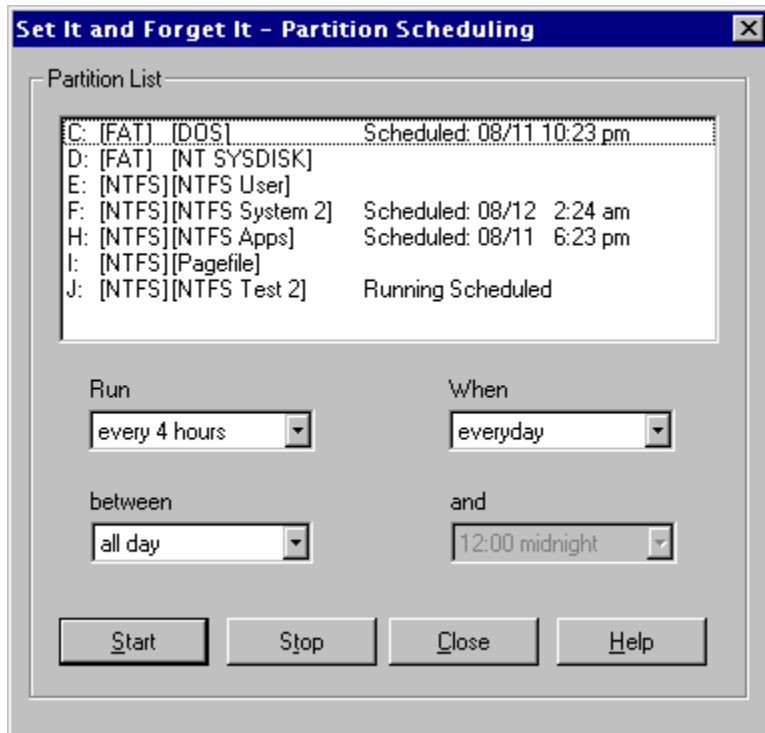 Set It and Forget It - Partition Scheduling
Partition List
C: [FAT] [DOS] Scheduled: 08/11 10:23 pm
D: [FAT] [NT SYSDISK]
E: [NTFS][NTFS User]
F: [NTFS][NTFS System 2] Scheduled: 08/12 2:24 am
H: [NTFS][NTFS Apps] Scheduled: 08/11 6:23 pm
I: [NTFS][Pagefile]
J: [NTFS][NTFS Test 2] Running Scheduled
Run When
every 4 hours everyday
between and
all day 12:00 midnight
Start Stop Close Help